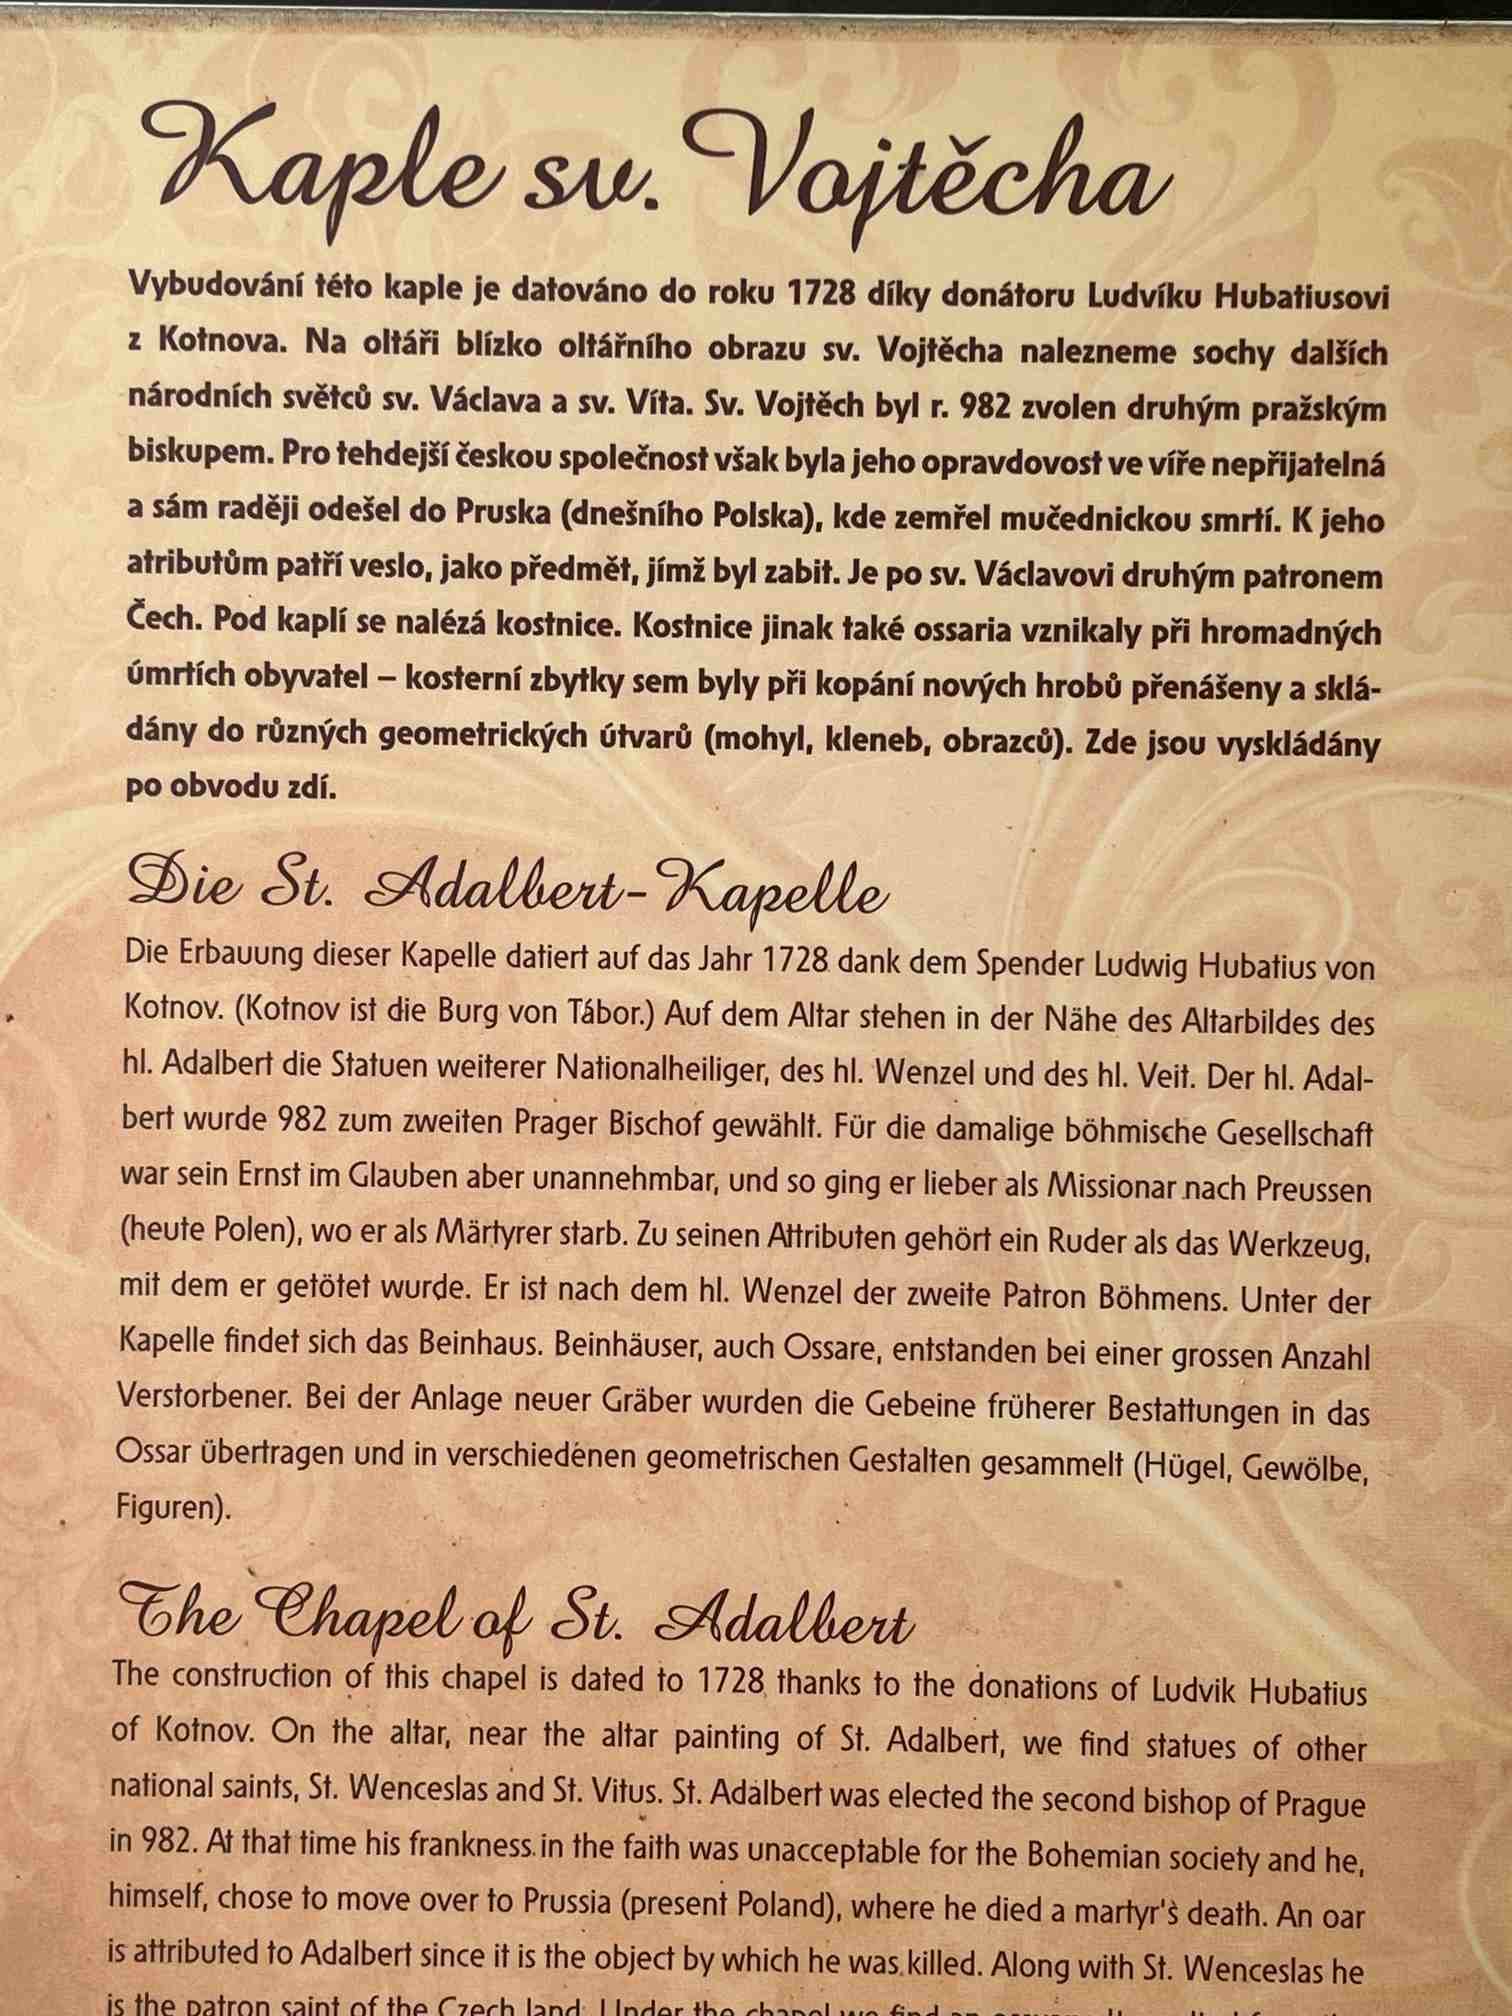 Kaple sv. Vojtěcha
Vybudování této kaple je datováno do roku 1728 díky donátoru Ludvíku Hubatiusovi
z Kotnova. Na oltáři blízko oltářního obrazu sv. Vojtěcha nalezneme sochy dalších
národních světců sv. Václava a sv. Víta. Sv. Vojtěch byl r. 982 zvolen druhým pražským
biskupem. Pro tehdejší českou společnost však byla jeho opravdovost ve víře nepřijatelná
a sám raději odešel do Pruska (dnešního Polska), kde zemřel mučednickou smrtí. K jeho
atributům patří veslo, jako předmět, jímž byl zabit. Je po sv. Václavovi druhým patronem
Čech. Pod kaplí se nalézá kostnice. Kostnice jinak také ossaria vznikaly při hromadných
úmrtích obyvatel – kosterní zbytky sem byly při kopání nových hrobů přenášeny a sklá-
dány do různých geometrických útvarů (mohyl, kleneb, obrazců). Zde jsou vyskládány
po obvodu zdí.
Die St. Adalbert-Kapelle
Die Erbauung dieser Kapelle datiert auf das Jahr 1728 dank dem Spender Ludwig Hubatius von
Kotnov. (Kotnov ist die Burg von Tábor.) Auf dem Altar stehen in der Nähe des Altarbildes des
hl. Adalbert die Statuen weiterer Nationalheiliger, des hl. Wenzel und des hl. Veit. Der hl. Adal-
bert wurde 982 zum zweiten Prager Bischof gewählt. Für die damalige böhmische Gesellschaft
war sein Ernst im Glauben aber unannehmbar, und so ging er lieber als Missionar nach Preussen
(heute Polen), wo er als Märtyrer starb. Zu seinen Attributen gehört ein Ruder als das Werkzeug,
mit dem er getötet wurde. Er ist nach dem hl. Wenzel der zweite Patron Böhmens. Unter der
Kapelle findet sich das Beinhaus. Beinhäuser, auch Ossare, entstanden bei einer grossen Anzahl
Verstorbener. Bei der Anlage neuer Gräber wurden die Gebeine früherer Bestattungen in das
Ossar übertragen und in verschiedenen geometrischen Gestalten gesammelt (Hügel, Gewölbe,
Figuren).
The Chapel of St. Adalbert
The construction of this chapel is dated to 1728 thanks to the donations of Ludvik Hubatius
of Kotnov. On the altar, near the altar painting of St. Adalbert, we find statues of other
national saints, St. Wenceslas and St. Vitus. St. Adalbert was elected the second bishop of Prague
in 982. At that time his frankness in the faith was unacceptable for the Bohemian society and he,
himself, chose to move over to Prussia (present Poland), where he died a martyr's death. An oar
is attributed to Adalbert since it is the object by which he was killed. Along with St. Wenceslas he
is the patron saint of the Czech land. Under the chapel we find an